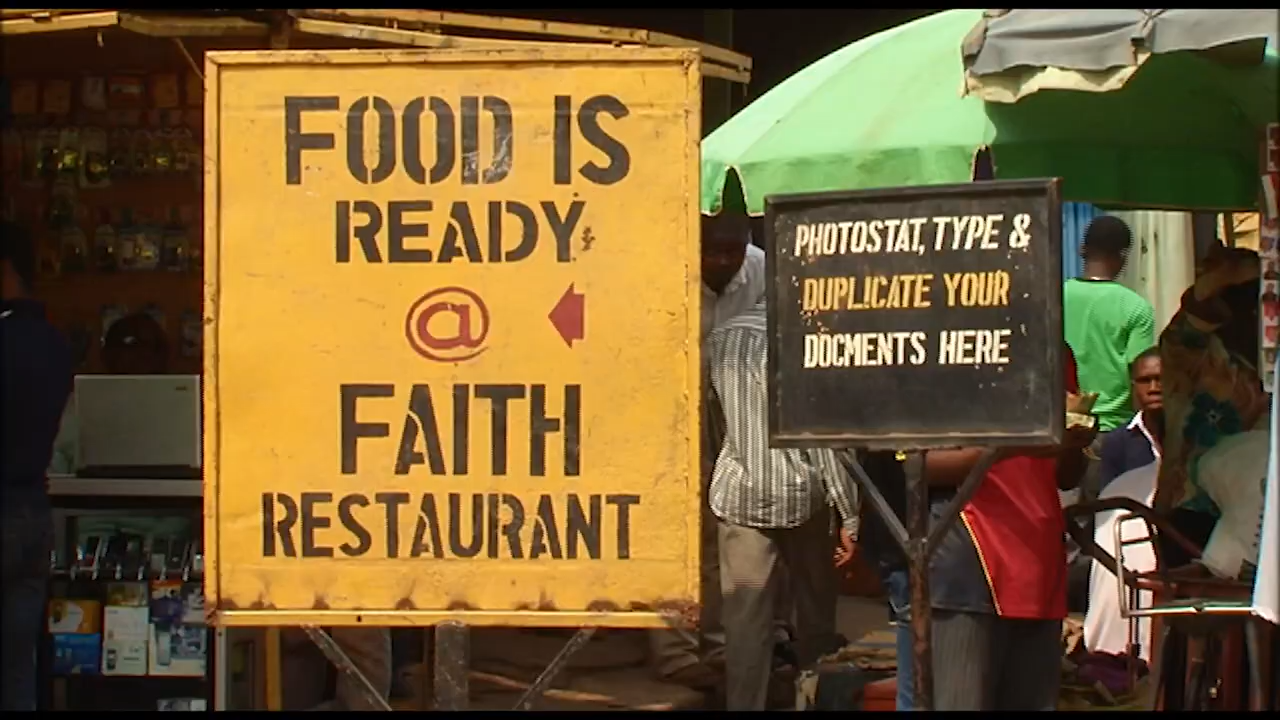 FOOD IS
READY
@
FAITH
RESTAURANT
PHOTOSTAT, TYPE &
DUPLICATE YOUR
DOCMENTS HERE